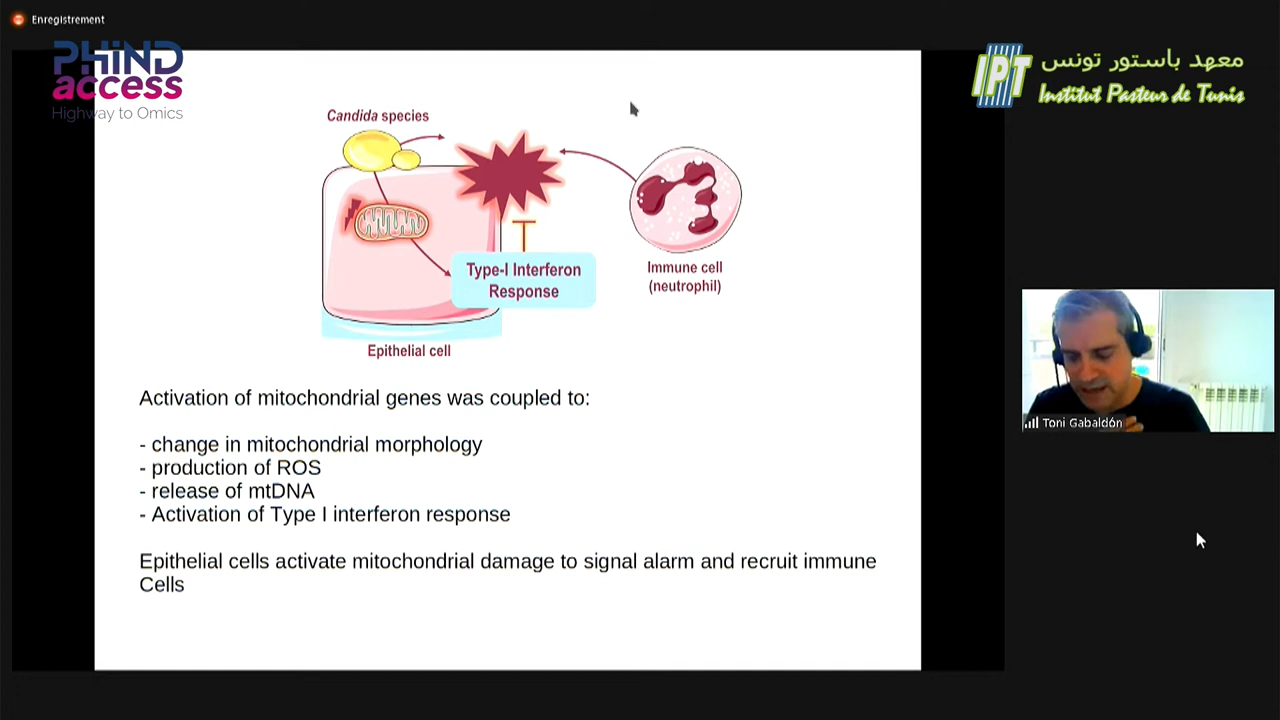 Enregistrement
PHIND
access
Highway to Omics
IPT
معهد باستور تونس
Institut Pasteur de Tunis
Candida species
Type-I Interferon
Response
Immune cell
(neutrophil)
Epithelial cell
Activation of mitochondrial genes was coupled to:
- change in mitochondrial morphology
- production of ROS
- release of mtDNA
- Activation of Type I interferon response
Epithelial cells activate mitochondrial damage to signal alarm and recruit immune
Cells
Toni Gabaldón